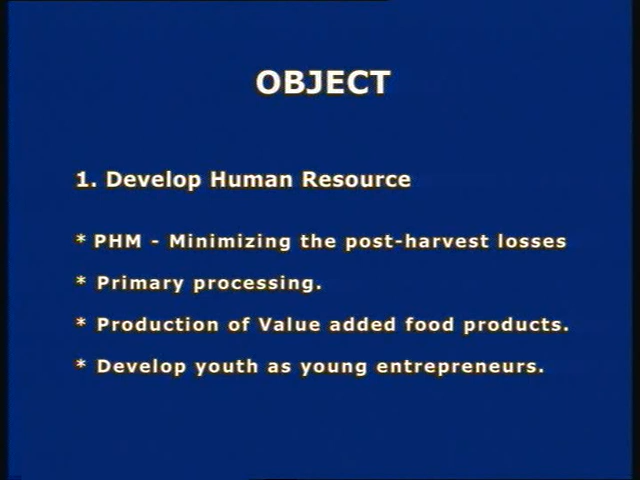 OBJECT
1. Develop Human Resource
* PHM - Minimizing the post-harvest losses
* Primary processing.
* Production of Value added food products.
* Develop youth as young entrepreneurs.